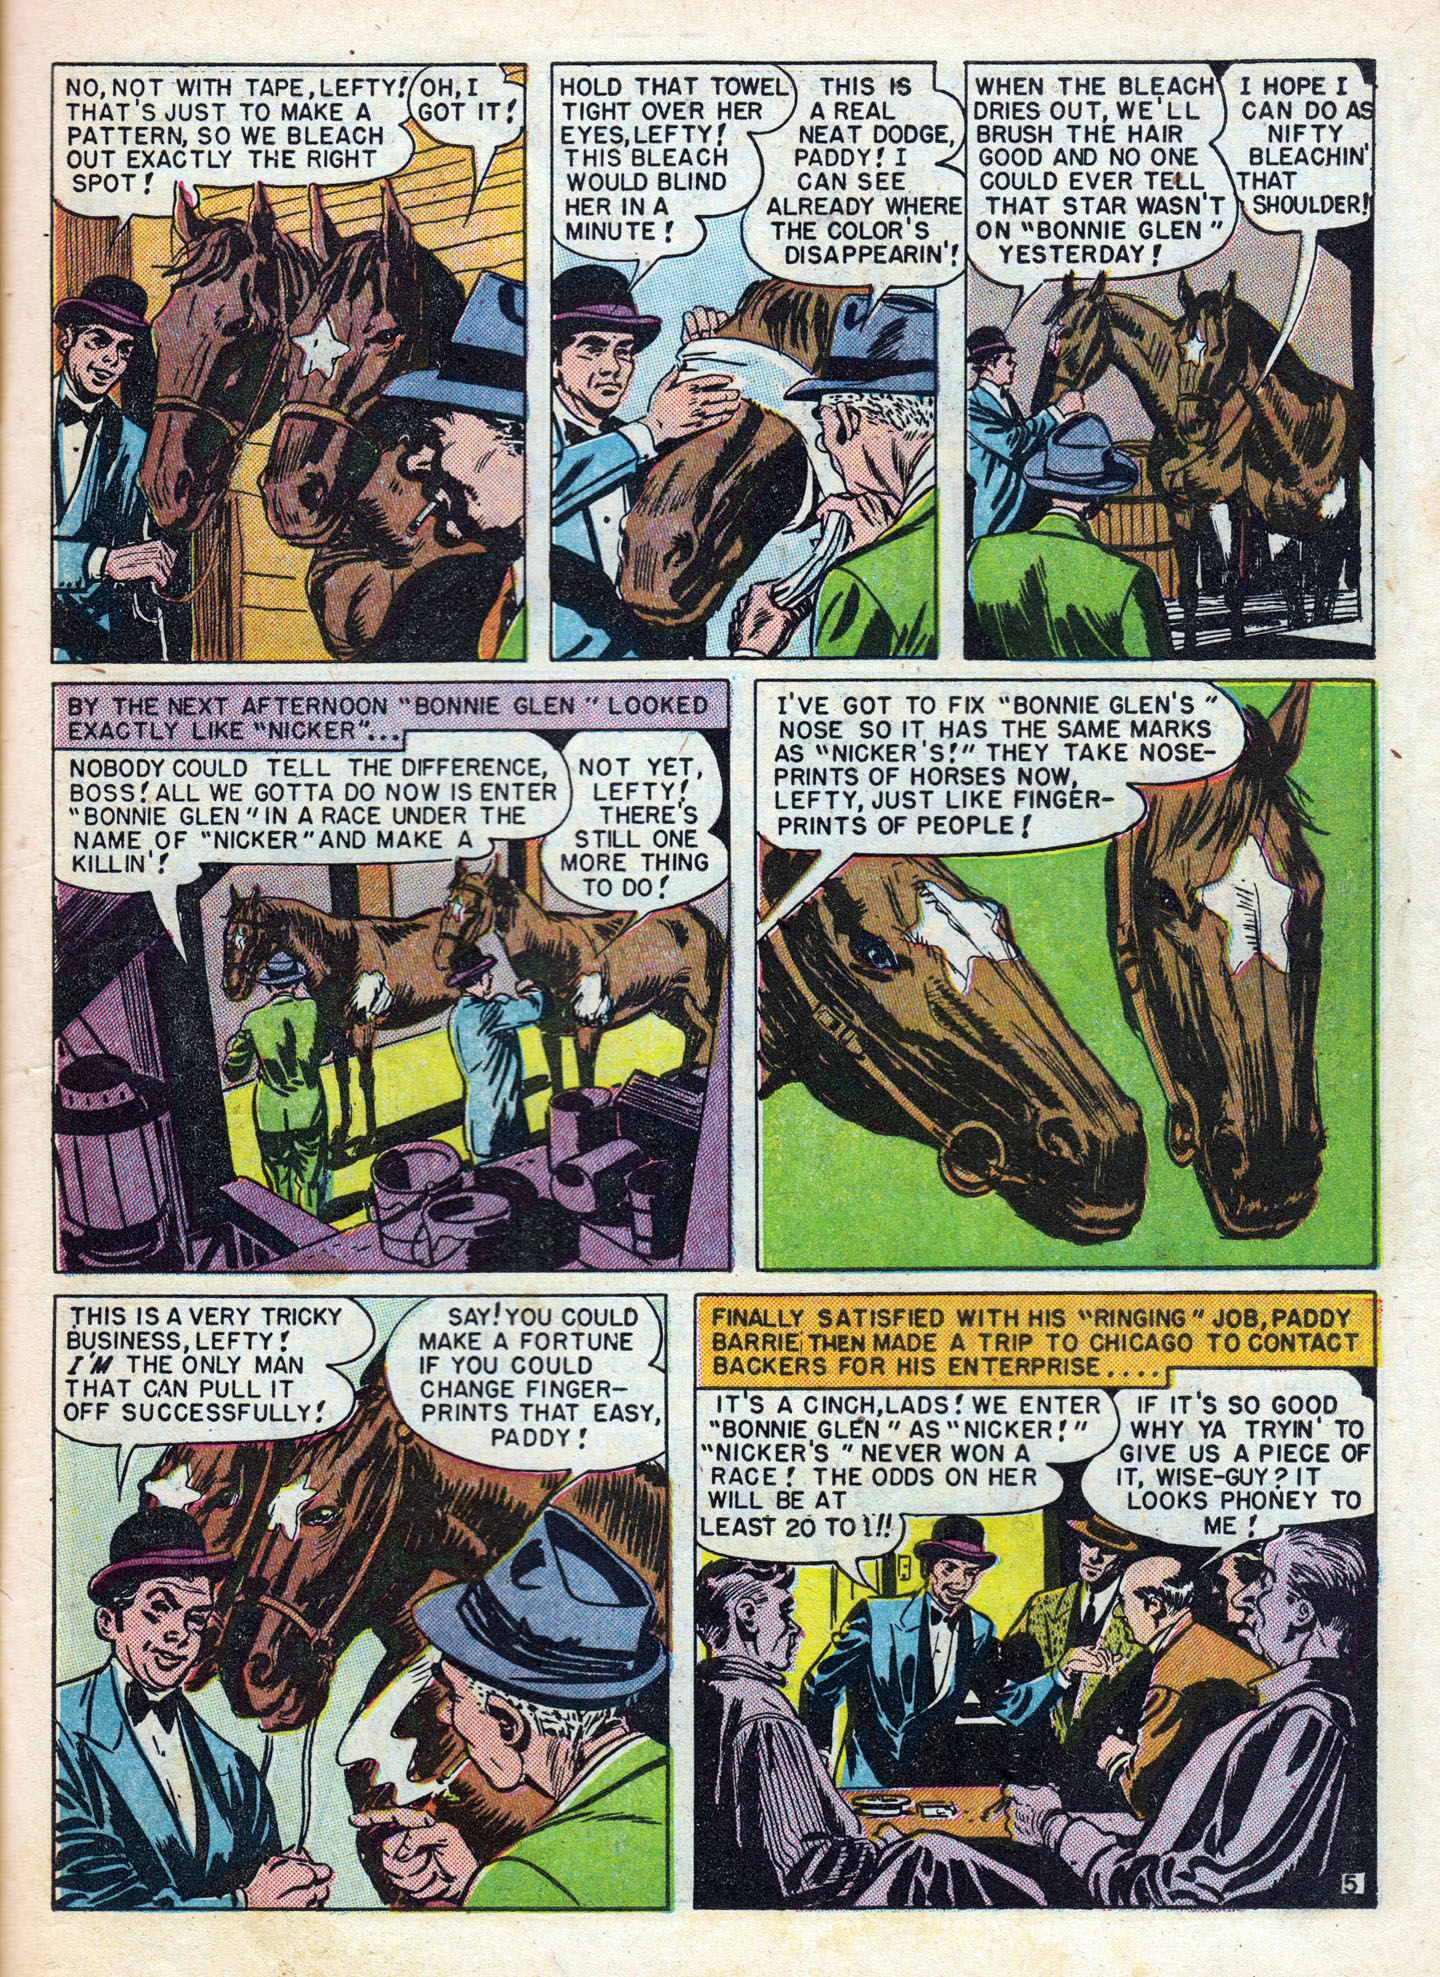 NO, NOT WITH TAPE, LEFTY!
THAT'S JUST TO MAKE A
PATTERN, SO WE BLEACH
OUT EXACTLY THE RIGHT
SPOT!
OH, I
GOT IT!
HOLD THAT TOWEL
TIGHT OVER HER
EYES, LEFTY!
THIS BLEACH
WOULD BLIND
HER IN A
MINUTE!
THIS IS
A REAL
NEAT DODGE,
PADDY! I
CAN SEE
ALREADY WHERE
THE COLOR'S
DISAPPEARIN'!
WHEN THE BLEACH
DRIES OUT, WE'LL
BRUSH THE HAIR
GOOD AND NO ONE
COULD EVER TELL
THAT STAR WASN'T
ON "BONNIE GLEN"
YESTERDAY!
I HOPE I
CAN DO AS
NIFTY
BLEACHIN'
THAT
SHOULDER!
BY THE NEXT AFTERNOON "BONNIE GLEN" LOOKED
EXACTLY LIKE "NICKER"...
NOBODY COULD TELL THE DIFFERENCE,
BOSS! ALL WE GOTTA DO NOW IS ENTER
"BONNIE GLEN" IN A RACE UNDER THE
NAME OF "NICKER" AND MAKE A
KILLIN'!
NOT YET,
LEFTY!
THERE'S
STILL ONE
MORE THING
TO DO!
I'VE GOT TO FIX "BONNIE GLEN'S"
NOSE SO IT HAS THE SAME MARKS
AS "NICKER'S!" THEY TAKE NOSE-
PRINTS OF HORSES NOW,
LEFTY, JUST LIKE FINGER-
PRINTS OF PEOPLE!
THIS IS A VERY TRICKY
BUSINESS, LEFTY!
I'M THE ONLY MAN
THAT CAN PULL IT
OFF SUCCESSFULLY!
SAY! YOU COULD
MAKE A FORTUNE
IF YOU COULD
CHANGE FINGER-
PRINTS THAT EASY,
PADDY!
FINALLY SATISFIED WITH HIS "RINGING" JOB, PADDY
BARRIE, THEN MADE A TRIP TO CHICAGO TO CONTACT
BACKERS FOR HIS ENTERPRISE....
IT'S A CINCH, LADS! WE ENTER
"BONNIE GLEN" AS "NICKER!"
"NICKER'S" NEVER WON A
RACE! THE ODDS ON HER
WILL BE AT
LEAST 20 TO 1!!
IF IT'S SO GOOD
WHY YA TRYIN' TO
GIVE US A PIECE OF
IT, WISE-GUY? IT
LOOKS PHONEY TO
ME!
5